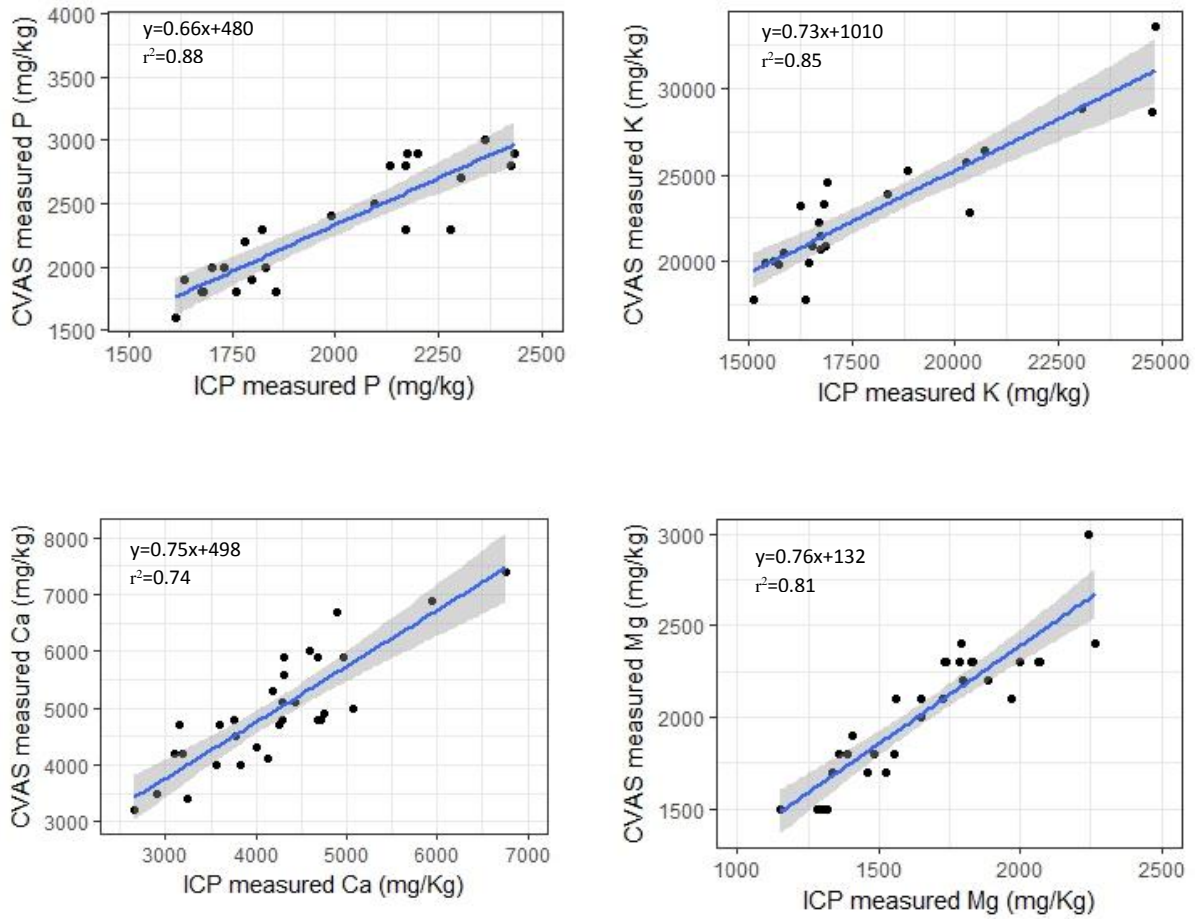 y=0.66x+480
r²=0.88
4000
3500
3000
2500
2000
1500
CVAS measured P (mg/kg)
1500 1750 2000 2250 2500
ICP measured P (mg/kg)
y=0.73x+1010
r²=0.85
30000
25000
20000
CVAS measured K (mg/kg)
15000 17500 20000 22500 25000
ICP measured K (mg/kg)
y=0.75x+498
r²=0.74
8000
7000
6000
5000
4000
3000
CVAS measured Ca (mg/kg)
3000 4000 5000 6000 7000
ICP measured Ca (mg/Kg)
y=0.76x+132
r²=0.81
3000
2500
2000
1500
CVAS measured Mg (mg/kg)
1000 1500 2000 2500
ICP measured Mg (mg/Kg)